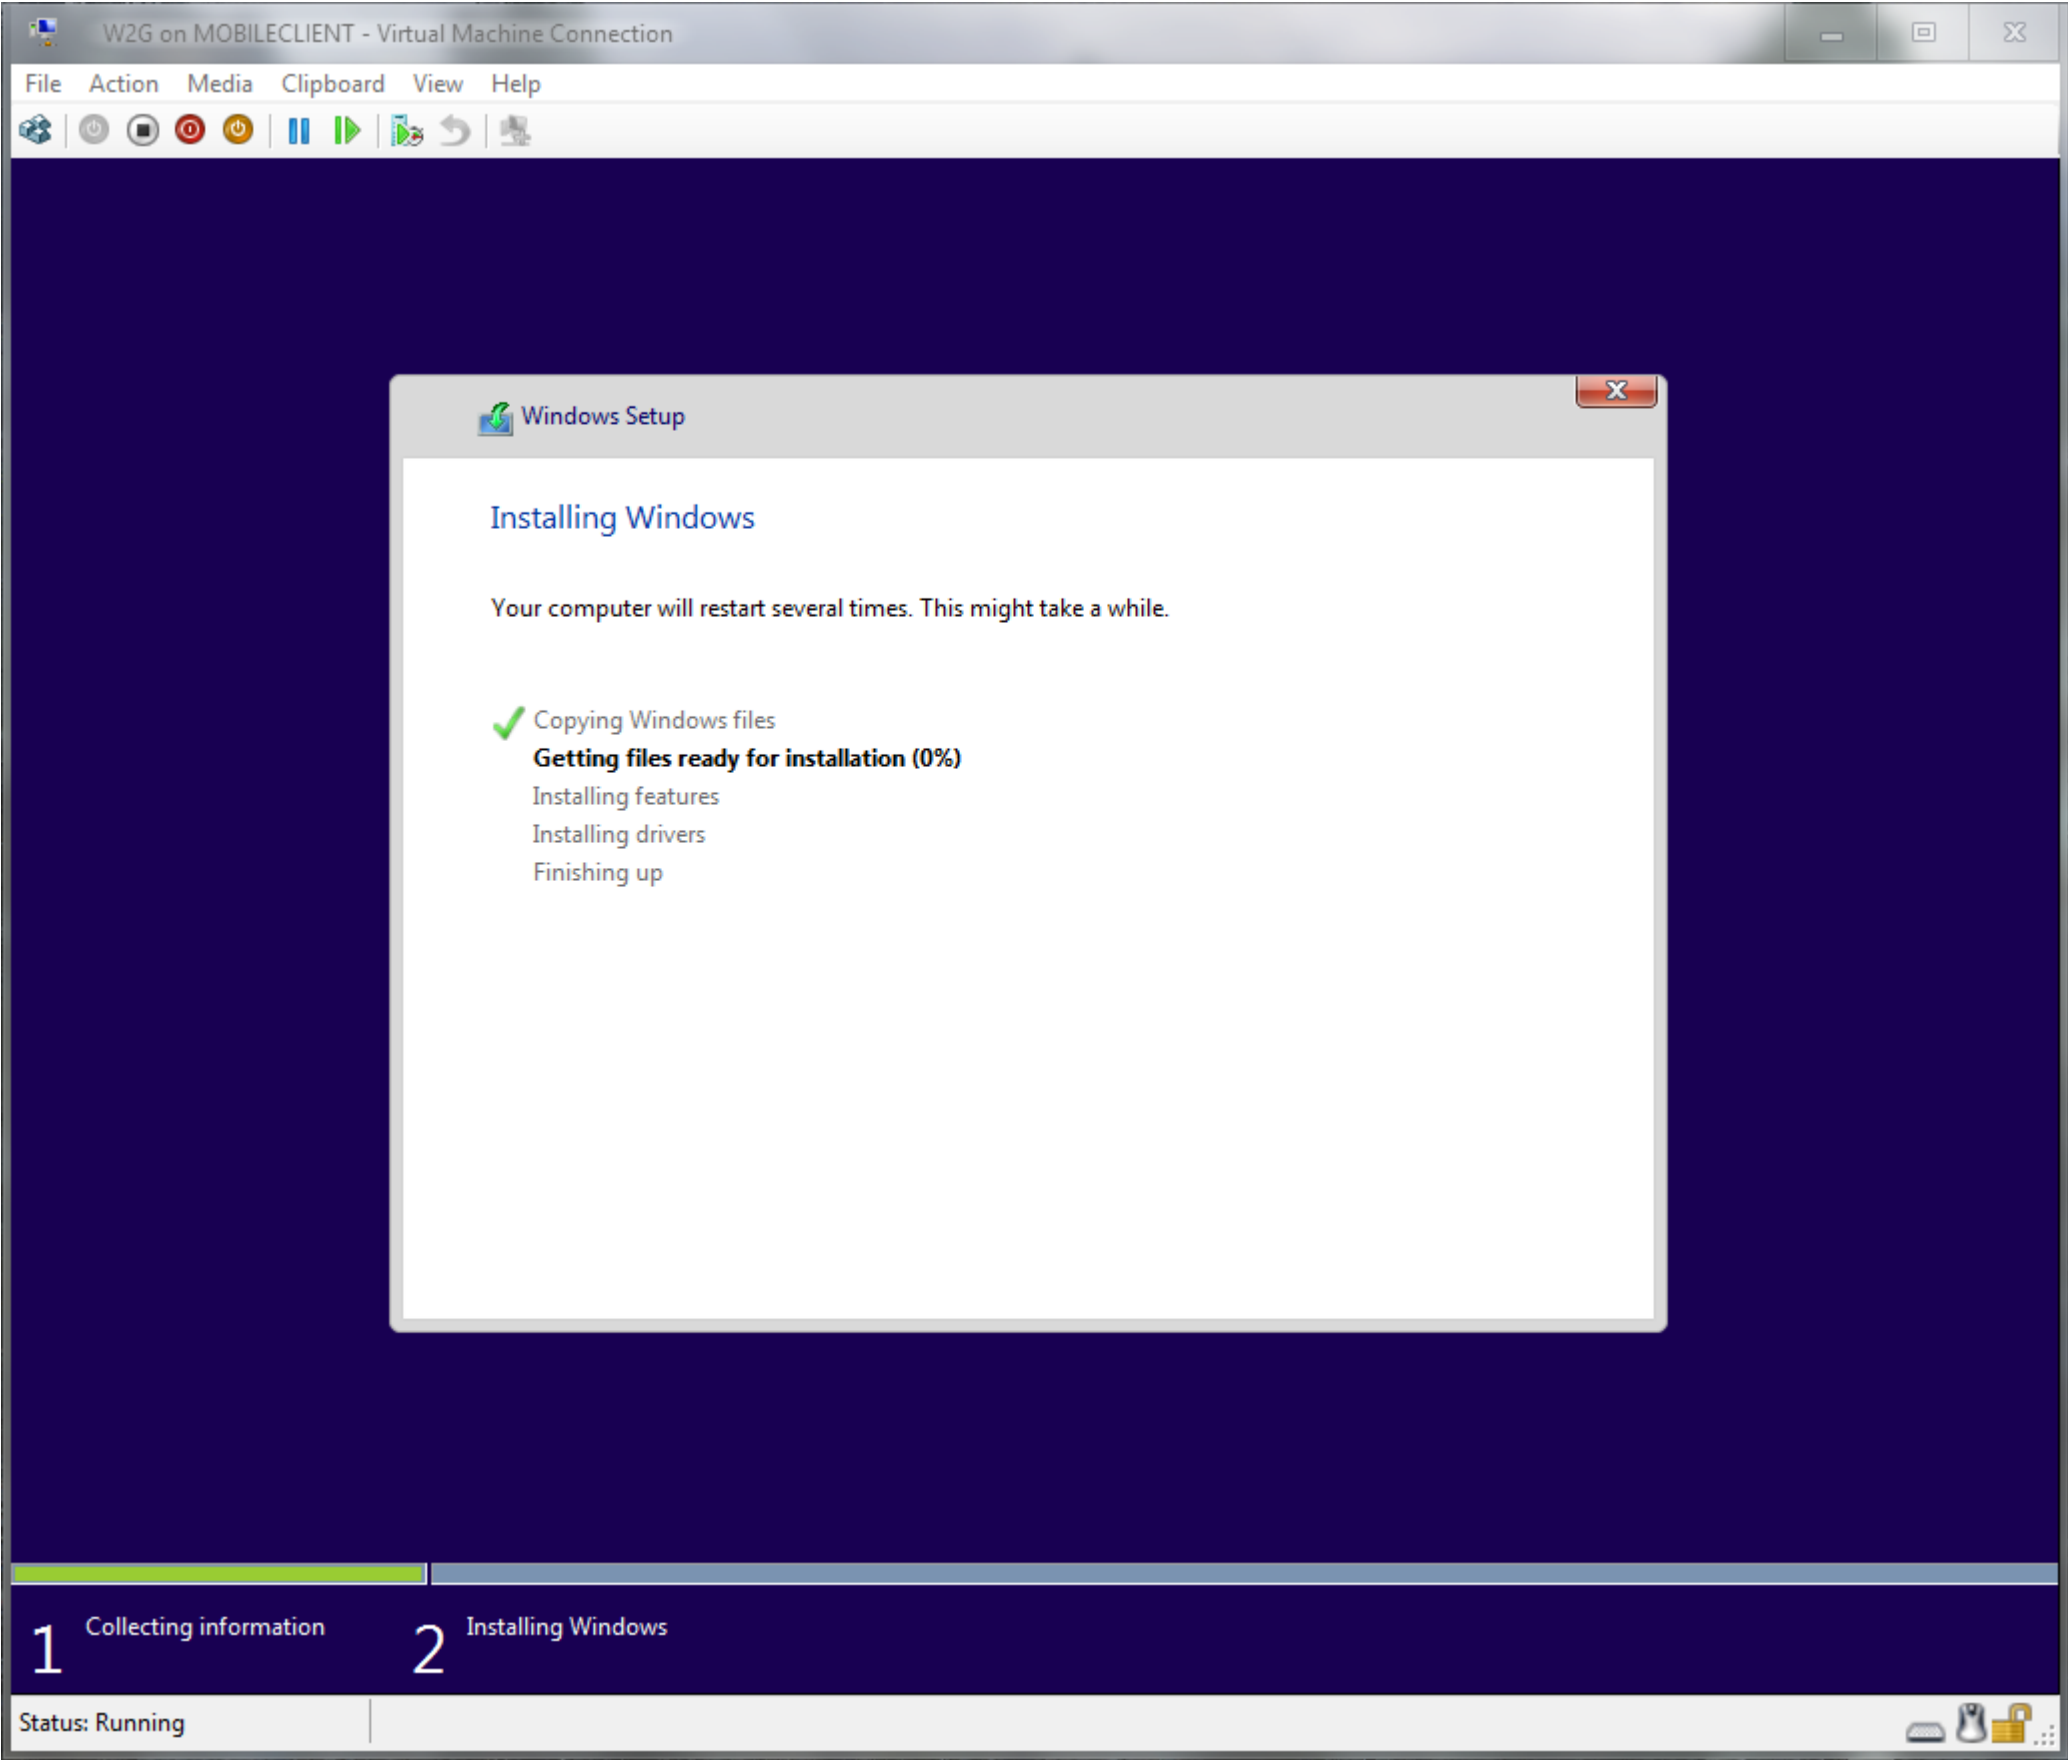 W2G on MOBILECLIENT - Virtual Machine Connection
File Action Media Clipboard View Help
Windows Setup
Installing Windows
Your computer will restart several times. This might take a while.
Copying Windows files
Getting files ready for installation (0%)
Installing features
Installing drivers
Finishing up
1 Collecting information 2 Installing Windows
Status: Running